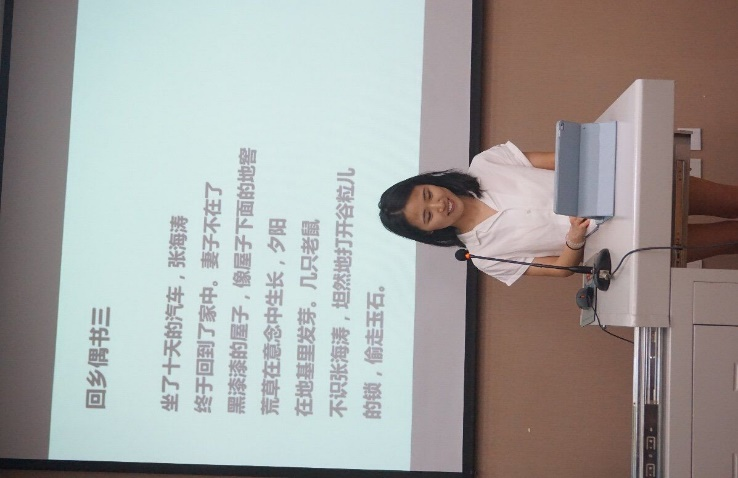 回乡偶书三
坐了十天的汽车，张海涛
终于回到了家中。妻子不在了
黑漆漆的屋子，像屋子下面的地窖
荒草在意念中生长，夕阳
在地基里发芽。几只老鼠
不识张海涛，坦然地打开谷粒儿
的锁，偷走玉石。